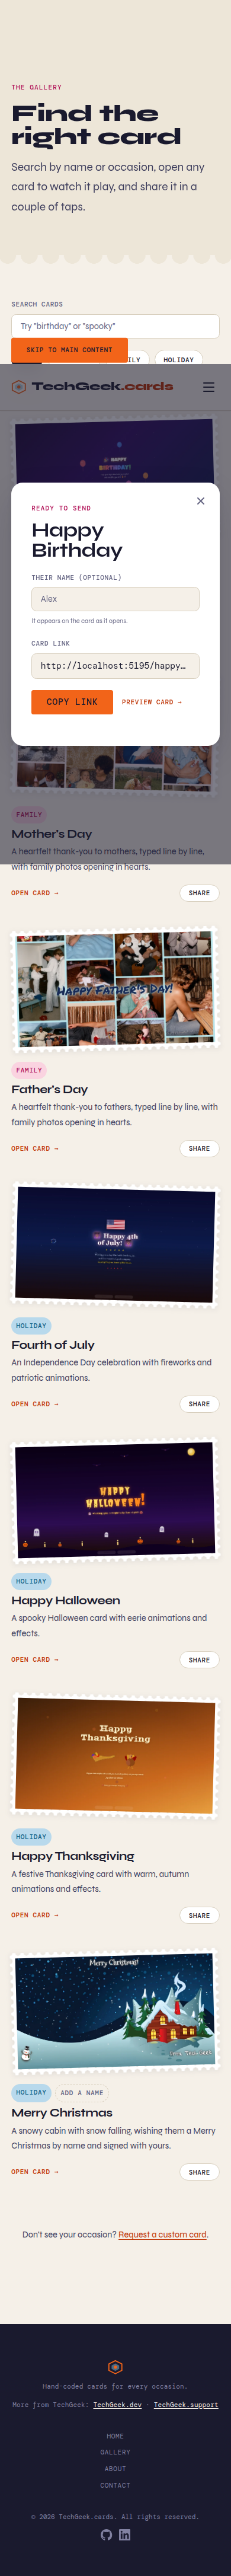 THE GALLERY
Find the
right card
Search by name or occasion, open any
card to watch it play, and share it in a
couple of taps.
SEARCH CARDS
Try "birthday" or "spooky"
SKIP TO MAIN CONTENT
HOLIDAY
TechGeek.cards
READY TO SEND
Happy
Birthday
THEIR NAME (OPTIONAL)
Alex
It appears on the card as it opens.
CARD LINK
http://localhost:5195/happy…
COPY LINK
PREVIEW CARD →
FAMILY
Mother's Day
A heartfelt thank-you to mothers, typed line by line,
with family photos opening in hearts.
OPEN CARD →
SHARE
HAPPY FATHER'S DAY!
FAMILY
Father's Day
A heartfelt thank-you to fathers, typed line by line, with
family photos opening in hearts.
OPEN CARD →
SHARE
Happy 4th
of July!
HOLIDAY
Fourth of July
An Independence Day celebration with fireworks and
patriotic animations.
OPEN CARD →
SHARE
HAPPY
HALLOWEEN!
HOLIDAY
Happy Halloween
A spooky Halloween card with eerie animations and
effects.
OPEN CARD →
SHARE
Happy
Thanksgiving
HOLIDAY
Happy Thanksgiving
A festive Thanksgiving card with warm, autumn
animations and effects.
OPEN CARD →
SHARE
Merry Christmas!
HOLIDAY
ADD A NAME
Merry Christmas
A snowy cabin with snow falling, wishing them a Merry
Christmas by name and signed with yours.
OPEN CARD →
SHARE
Don't see your occasion? Request a custom card.
Hand-coded cards for every occasion.
More from TechGeek: TechGeek.dev · TechGeek.support
HOME
GALLERY
ABOUT
CONTACT
© 2026 TechGeek.cards. All rights reserved.